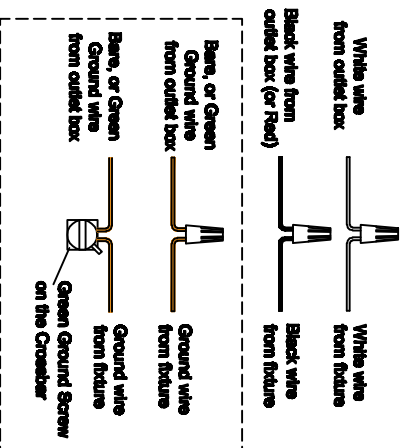 White wire
from outlet box
White wire
from fixture
Black wire from
outlet box (or Red)
Black wire
from fixture
Bare, or Green
Ground wire
from outlet box
Ground wire
from fixture
Bare, or Green
Ground wire
from outlet box
Ground wire
from fixture
Green Ground Screw
on the Crossbar